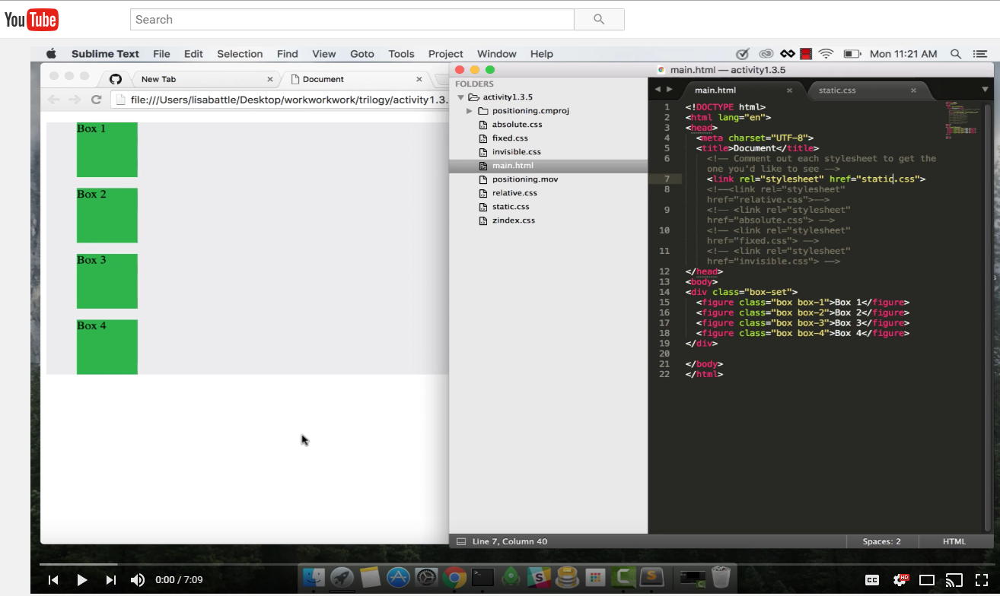 YouTube
Search
Sublime Text File Edit Selection Find View Goto Tools Project Window Help
Mon 11:21 AM
New Tab
Document
file:///Users/lisabattle/Desktop/workworkwork/trilogy/activity1.3.
Box 1
Box 2
Box 3
Box 4
main.html — activity1.3.5
FOLDERS
activity1.3.5
positioning.cmproj
absolute.css
fixed.css
invisible.css
main.html
positioning.mov
relative.css
static.css
zindex.css
main.html
static.css
1 <!DOCTYPE html>
2 <html lang="en">
3 <head>
4 <meta charset="UTF-8">
5 <title>Document</title>
6 <!-- Comment out each stylesheet to get the
one you'd like to see -->
7 <link rel="stylesheet" href="static.css">
8 <!--<link rel="stylesheet"
href="relative.css">-->
9 <!-- <link rel="stylesheet"
href="absolute.css"> -->
10 <!-- <link rel="stylesheet"
href="fixed.css"> -->
11 <!-- <link rel="stylesheet"
href="invisible.css"> -->
12 </head>
13 <body>
14 <div class="box-set">
15 <figure class="box box-1">Box 1</figure>
16 <figure class="box box-2">Box 2</figure>
17 <figure class="box box-3">Box 3</figure>
18 <figure class="box box-4">Box 4</figure>
19 </div>
20
21 </body>
22 </html>
Line 7, Column 40
Spaces: 2
HTML
0:00 / 7:09
CC
HD